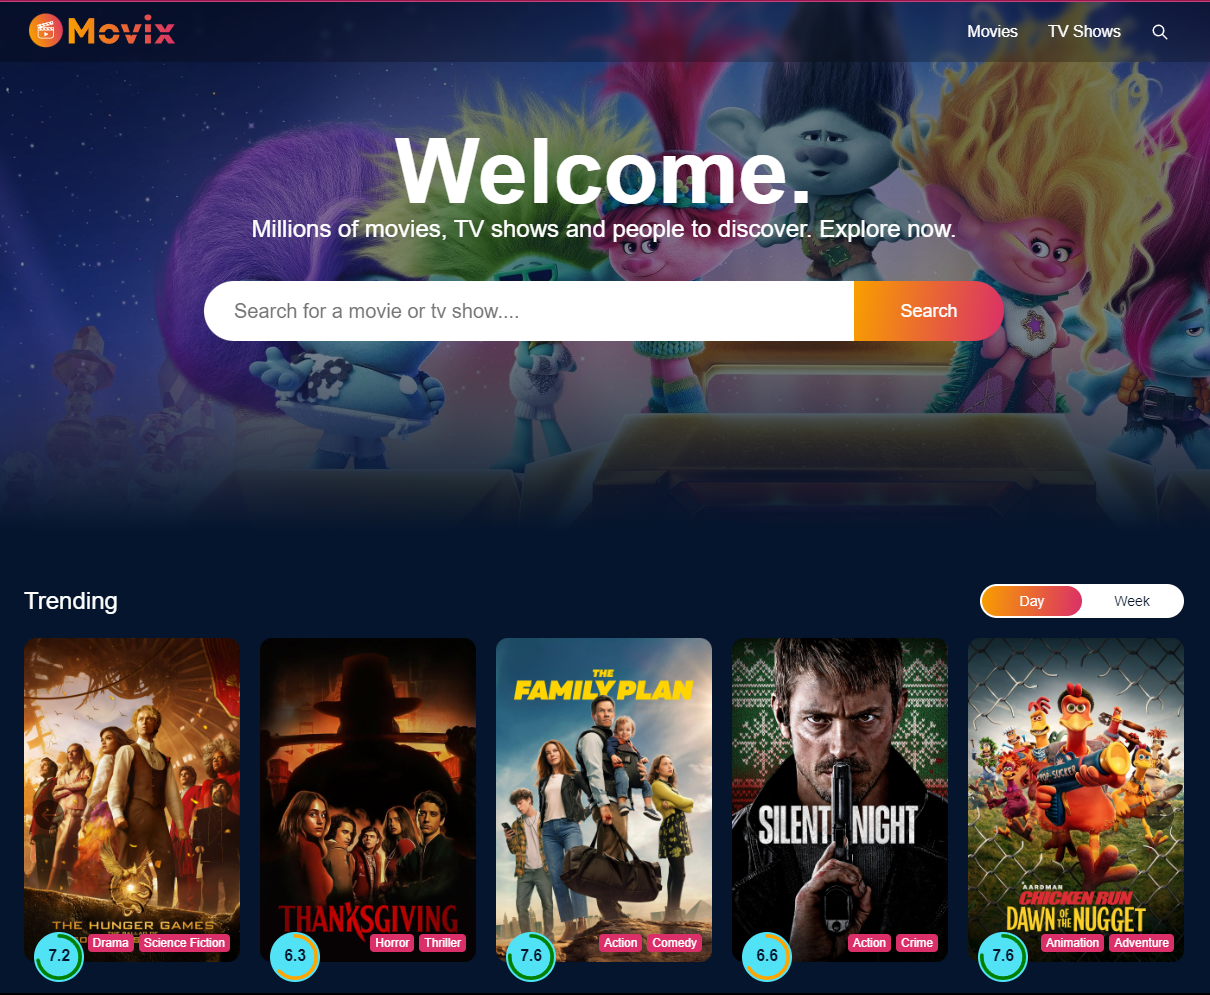 Movix
Movies
TV Shows
Welcome.
Millions of movies, TV shows and people to discover. Explore now.
Search for a movie or tv show....
Search
Trending
Day
Week
THE HUNGER GAMES
7.2
Drama
Science Fiction
THANKSGIVING
6.3
Horror
Thriller
THE
FAMILY PLAN
7.6
Action
Comedy
SILENT NIGHT
6.6
Action
Crime
AARDMAN
CHICKEN RUN
DAWN OF THE NUGGET
7.6
Animation
Adventure